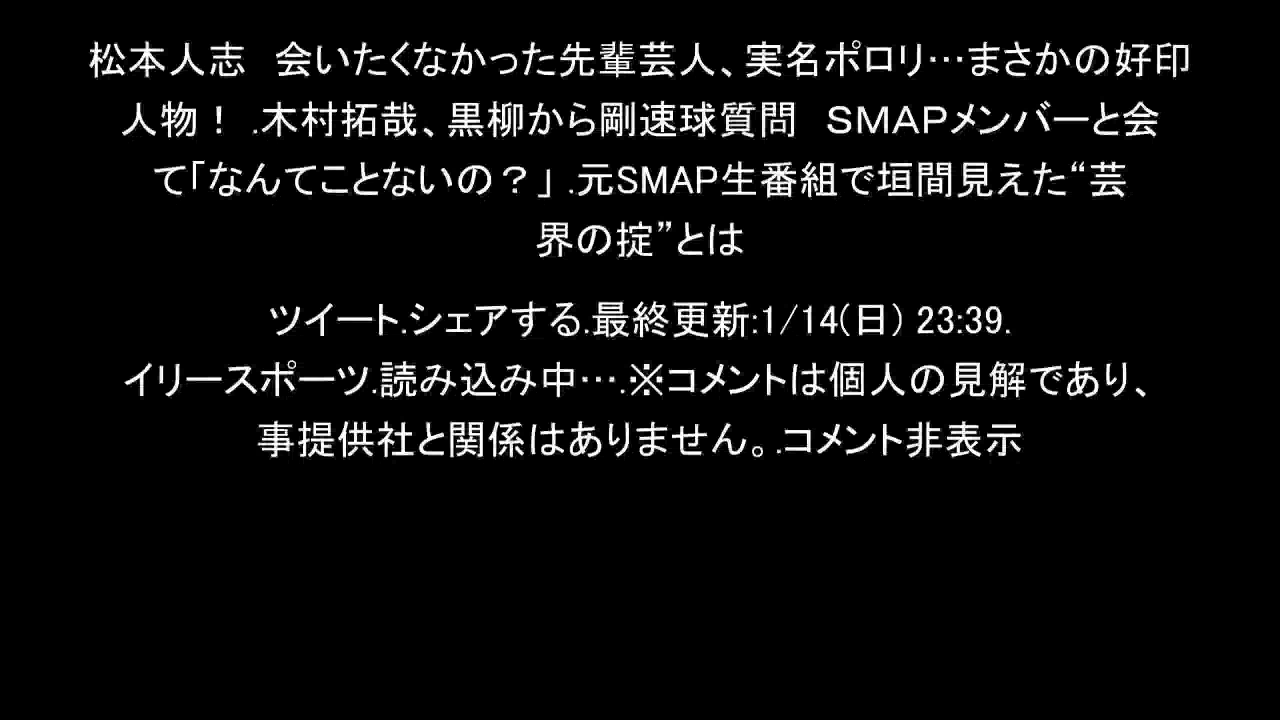 松本人志　会いたくなかった先輩芸人、実名ポロリ…まさかの好印
人物！ .木村拓哉、黒柳から剛速球質問　ＳＭＡＰメンバーと会
て「なんてことないの？」 .元SMAP生番組で垣間見えた“芸
界の掟”とは
ツイート.シェアする.最終更新:1/14(日) 23:39.
イリースポーツ.読み込み中….※コメントは個人の見解であり、
事提供社と関係はありません。.コメント非表示